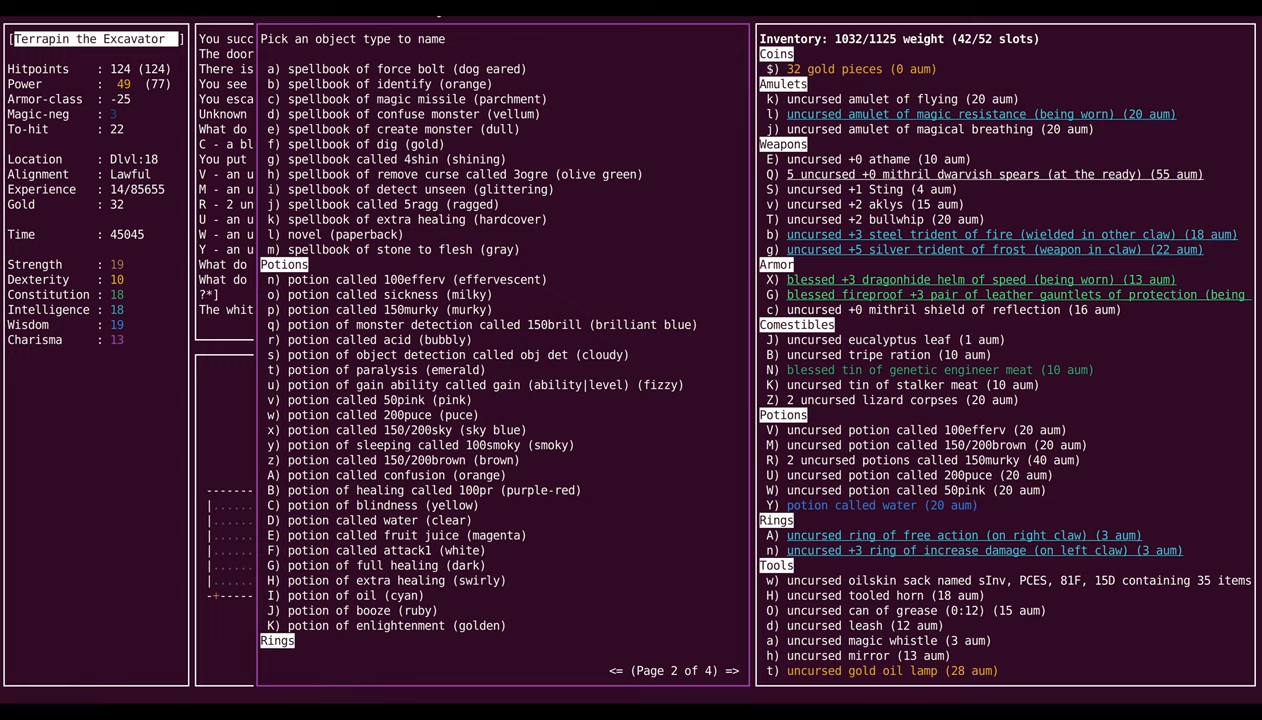 [Terrapin the Excavator ]
Hitpoints : 124 (124)
Power : 49 (77)
Armor-class : -25
Magic-neg : 3
To-hit : 22
Location : Dlvl:18
Alignment : Lawful
Experience : 14/85655
Gold : 32
Time : 45045
Strength : 19
Dexterity : 10
Constitution : 18
Intelligence : 18
Wisdom : 19
Charisma : 13
You succ
The door
There is
You see
You esca
Unknown
What do
C - a bl
You put
V - an u
M - an u
R - 2 un
U - an u
W - an u
Y - an u
What do
What do
?*]
The whit
-------
|......
|......
|......
|......
|......
|......
-+-----
Pick an object type to name
a) spellbook of force bolt (dog eared)
b) spellbook of identify (orange)
c) spellbook of magic missile (parchment)
d) spellbook of confuse monster (vellum)
e) spellbook of create monster (dull)
f) spellbook of dig (gold)
g) spellbook called 4shin (shining)
h) spellbook of remove curse called 3ogre (olive green)
i) spellbook of detect unseen (glittering)
j) spellbook called 5ragg (ragged)
k) spellbook of extra healing (hardcover)
l) novel (paperback)
m) spellbook of stone to flesh (gray)
Potions
n) potion called 100efferv (effervescent)
o) potion called sickness (milky)
p) potion called 150murky (murky)
q) potion of monster detection called 150brill (brilliant blue)
r) potion called acid (bubbly)
s) potion of object detection called obj det (cloudy)
t) potion of paralysis (emerald)
u) potion of gain ability called gain (ability|level) (fizzy)
v) potion called 50pink (pink)
w) potion called 200puce (puce)
x) potion called 150/200sky (sky blue)
y) potion of sleeping called 100smoky (smoky)
z) potion called 150/200brown (brown)
A) potion called confusion (orange)
B) potion of healing called 100pr (purple-red)
C) potion of blindness (yellow)
D) potion called water (clear)
E) potion called fruit juice (magenta)
F) potion called attack1 (white)
G) potion of full healing (dark)
H) potion of extra healing (swirly)
I) potion of oil (cyan)
J) potion of booze (ruby)
K) potion of enlightenment (golden)
Rings
<= (Page 2 of 4) =>
Inventory: 1032/1125 weight (42/52 slots)
Coins
$) 32 gold pieces (0 aum)
Amulets
k) uncursed amulet of flying (20 aum)
l) uncursed amulet of magic resistance (being worn) (20 aum)
j) uncursed amulet of magical breathing (20 aum)
Weapons
E) uncursed +0 athame (10 aum)
Q) 5 uncursed +0 mithril dwarvish spears (at the ready) (55 aum)
S) uncursed +1 Sting (4 aum)
v) uncursed +2 aklys (15 aum)
T) uncursed +2 bullwhip (20 aum)
b) uncursed +3 steel trident of fire (wielded in other claw) (18 aum)
g) uncursed +5 silver trident of frost (weapon in claw) (22 aum)
Armor
X) blessed +3 dragonhide helm of speed (being worn) (13 aum)
G) blessed fireproof +3 pair of leather gauntlets of protection (being
c) uncursed +0 mithril shield of reflection (16 aum)
Comestibles
J) uncursed eucalyptus leaf (1 aum)
B) uncursed tripe ration (10 aum)
N) blessed tin of genetic engineer meat (10 aum)
K) uncursed tin of stalker meat (10 aum)
Z) 2 uncursed lizard corpses (20 aum)
Potions
V) uncursed potion called 100efferv (20 aum)
M) uncursed potion called 150/200brown (20 aum)
R) 2 uncursed potions called 150murky (40 aum)
U) uncursed potion called 200puce (20 aum)
W) uncursed potion called 50pink (20 aum)
Y) potion called water (20 aum)
Rings
A) uncursed ring of free action (on right claw) (3 aum)
n) uncursed +3 ring of increase damage (on left claw) (3 aum)
Tools
w) uncursed oilskin sack named sInv, PCES, 81F, 15D containing 35 items
H) uncursed tooled horn (18 aum)
O) uncursed can of grease (0:12) (15 aum)
d) uncursed leash (12 aum)
a) uncursed magic whistle (3 aum)
h) uncursed mirror (13 aum)
t) uncursed gold oil lamp (28 aum)